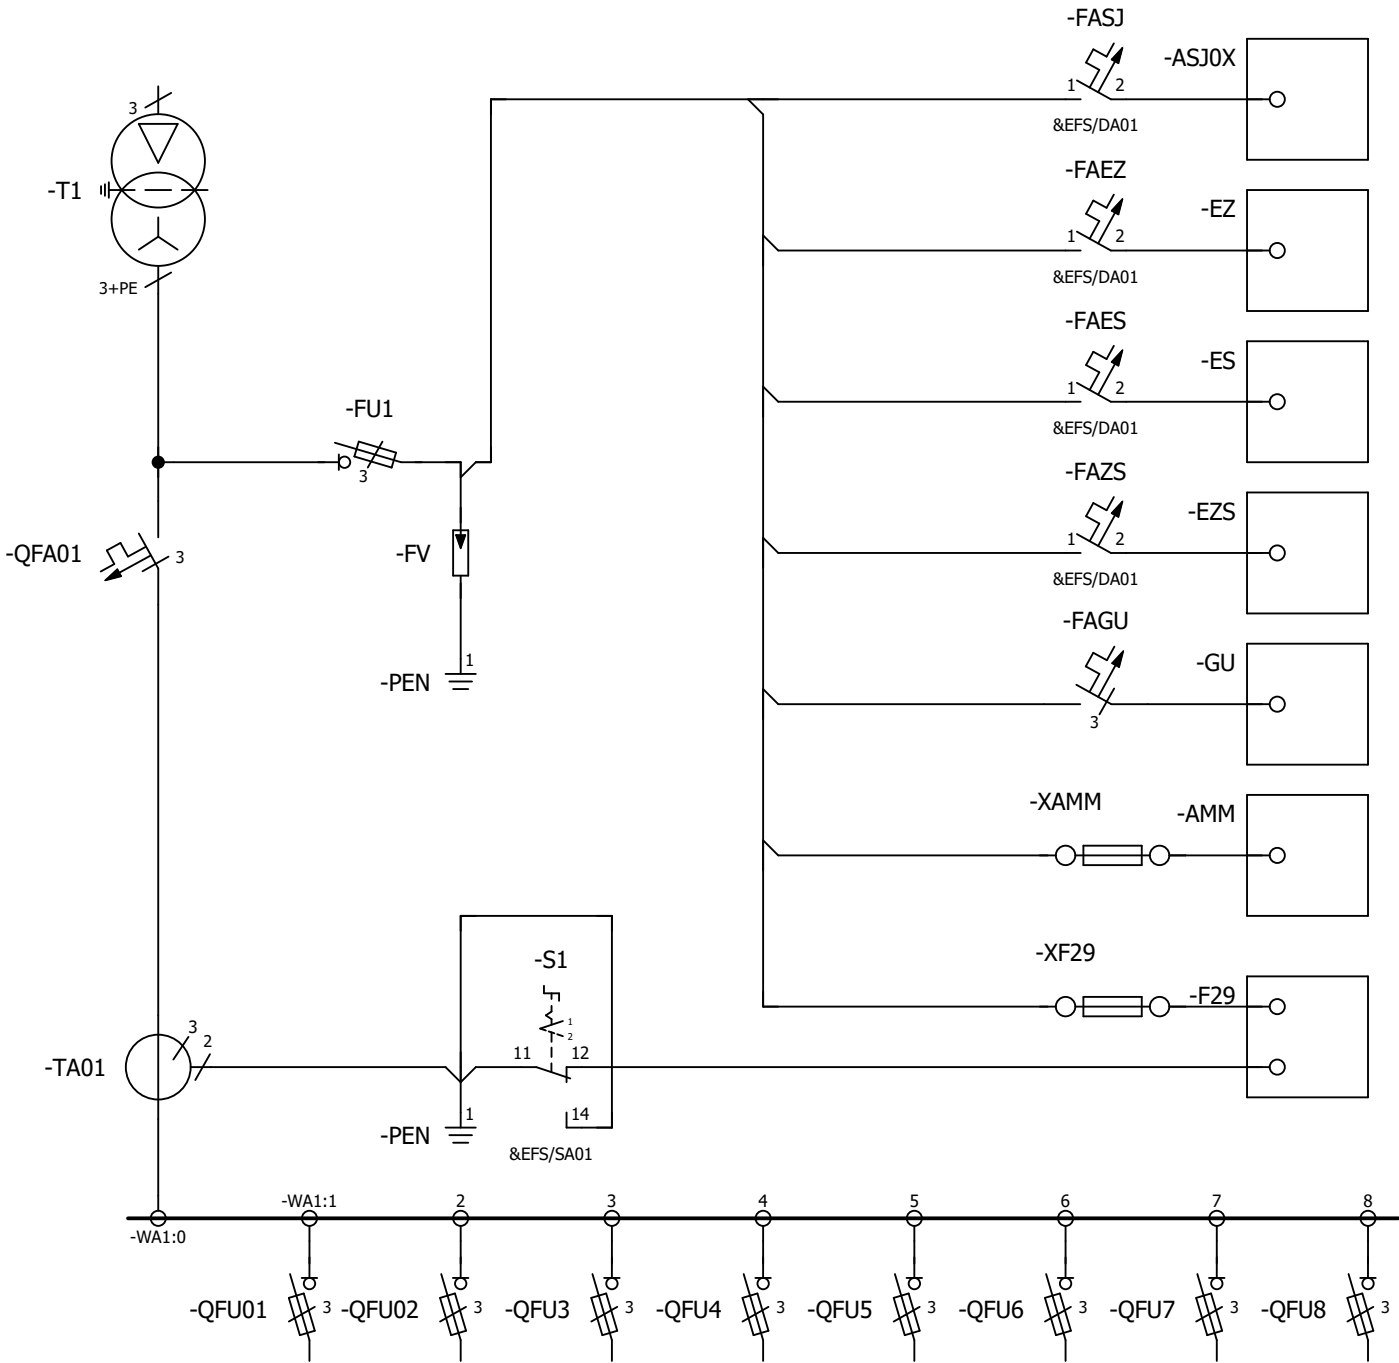 -FASJ
-ASJ0X
1 2
&EFS/DA01
3
-T1
3+PE
-FAEZ
-EZ
1 2
&EFS/DA01
-FAES
-ES
1 2
&EFS/DA01
-FU1
3
-FAZS
-EZS
1 2
&EFS/DA01
-QFA01
3
-FV
-FAGU
-GU
3
1
-PEN
-XAMM
-AMM
-XF29
-F29
-S1
1
2
11 12
14
&EFS/SA01
-TA01
3
2
1
-PEN
-WA1:0
-WA1:1 2 3 4 5 6 7 8
-QFU01 3 -QFU02 3 -QFU3 3 -QFU4 3 -QFU5 3 -QFU6 3 -QFU7 3 -QFU8 3